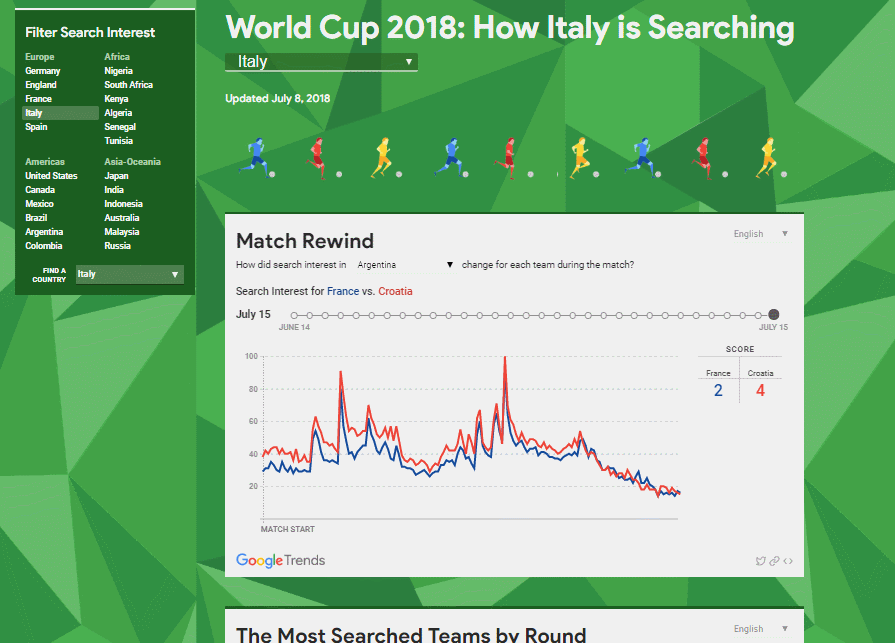 Filter Search Interest
Europe
Germany
England
France
Italy
Spain
Africa
Nigeria
South Africa
Kenya
Algeria
Senegal
Tunisia
Americas
United States
Canada
Mexico
Brazil
Argentina
Colombia
Asia-Oceania
Japan
India
Indonesia
Australia
Malaysia
Russia
FIND A
COUNTRY
Italy
World Cup 2018: How Italy is Searching
Italy
Updated July 8, 2018
Match Rewind
English
How did search interest in Argentina change for each team during the match?
Search Interest for France vs. Croatia
July 15
JUNE 14
JULY 15
100
80
60
40
20
MATCH START
SCORE
France Croatia
2 4
GoogleTrends
The Most Searched Teams by Round
English